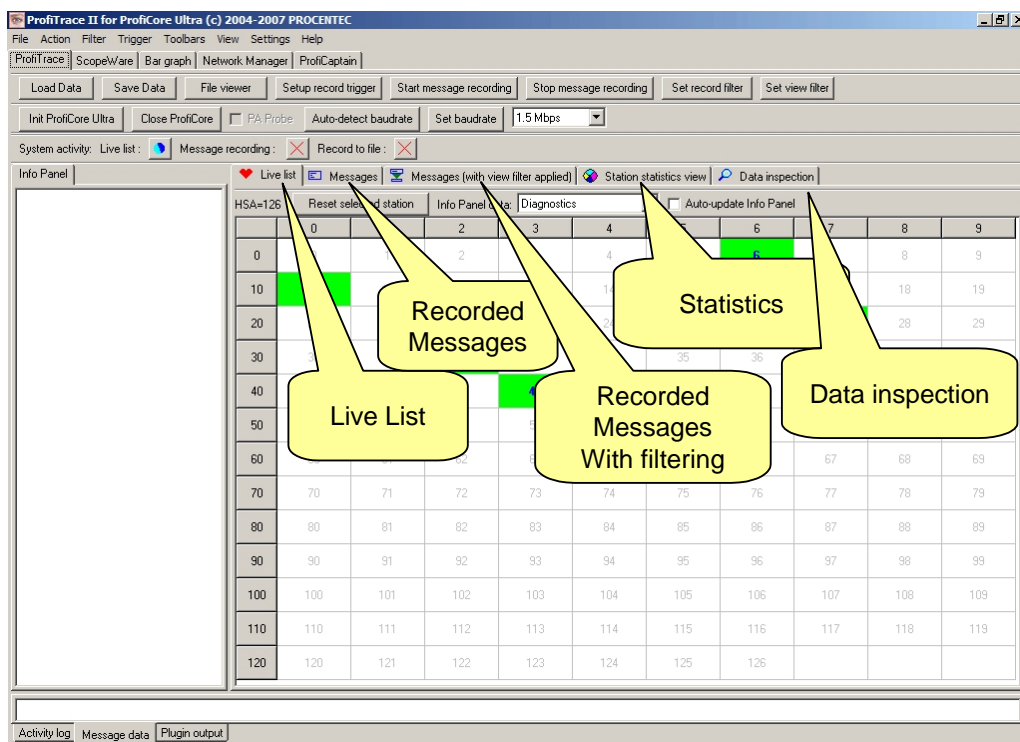 ProfiTrace II for ProfiCore Ultra (c) 2004-2007 PROCENTEC
File Action Filter Trigger Toolbars View Settings Help
ProfiTrace ScopeWare Bar graph Network Manager ProfiCaptain
Load Data Save Data File viewer Setup record trigger Start message recording Stop message recording Set record filter Set view filter
Init ProfiCore Ultra Close ProfiCore PA Probe Auto-detect baudrate Set baudrate 1.5 Mbps
System activity: Live list : Message recording : Record to file :
Info Panel
Live list Messages Messages (with view filter applied) Station statistics view Data inspection
HSA=126 Reset selected station Info Panel data: Diagnostics Auto-update Info Panel
0 2 3 4 6 7 8 9
0 1 2 4 6 8 9
10 18 19
20 28 29
30 35 36
40
50
60 67 68 69
70 70 71 72 73 74 75 76 77 78 79
80 80 81 82 83 84 85 86 87 88 89
90 90 91 92 93 94 95 96 97 98 99
100 100 101 102 103 104 105 106 107 108 109
110 110 111 112 113 114 115 116 117 118 119
120 120 121 122 123 124 125 126
Live List
Recorded
Messages
Recorded
Messages
With filtering
Statistics
Data inspection
Activity log Message data Plugin output